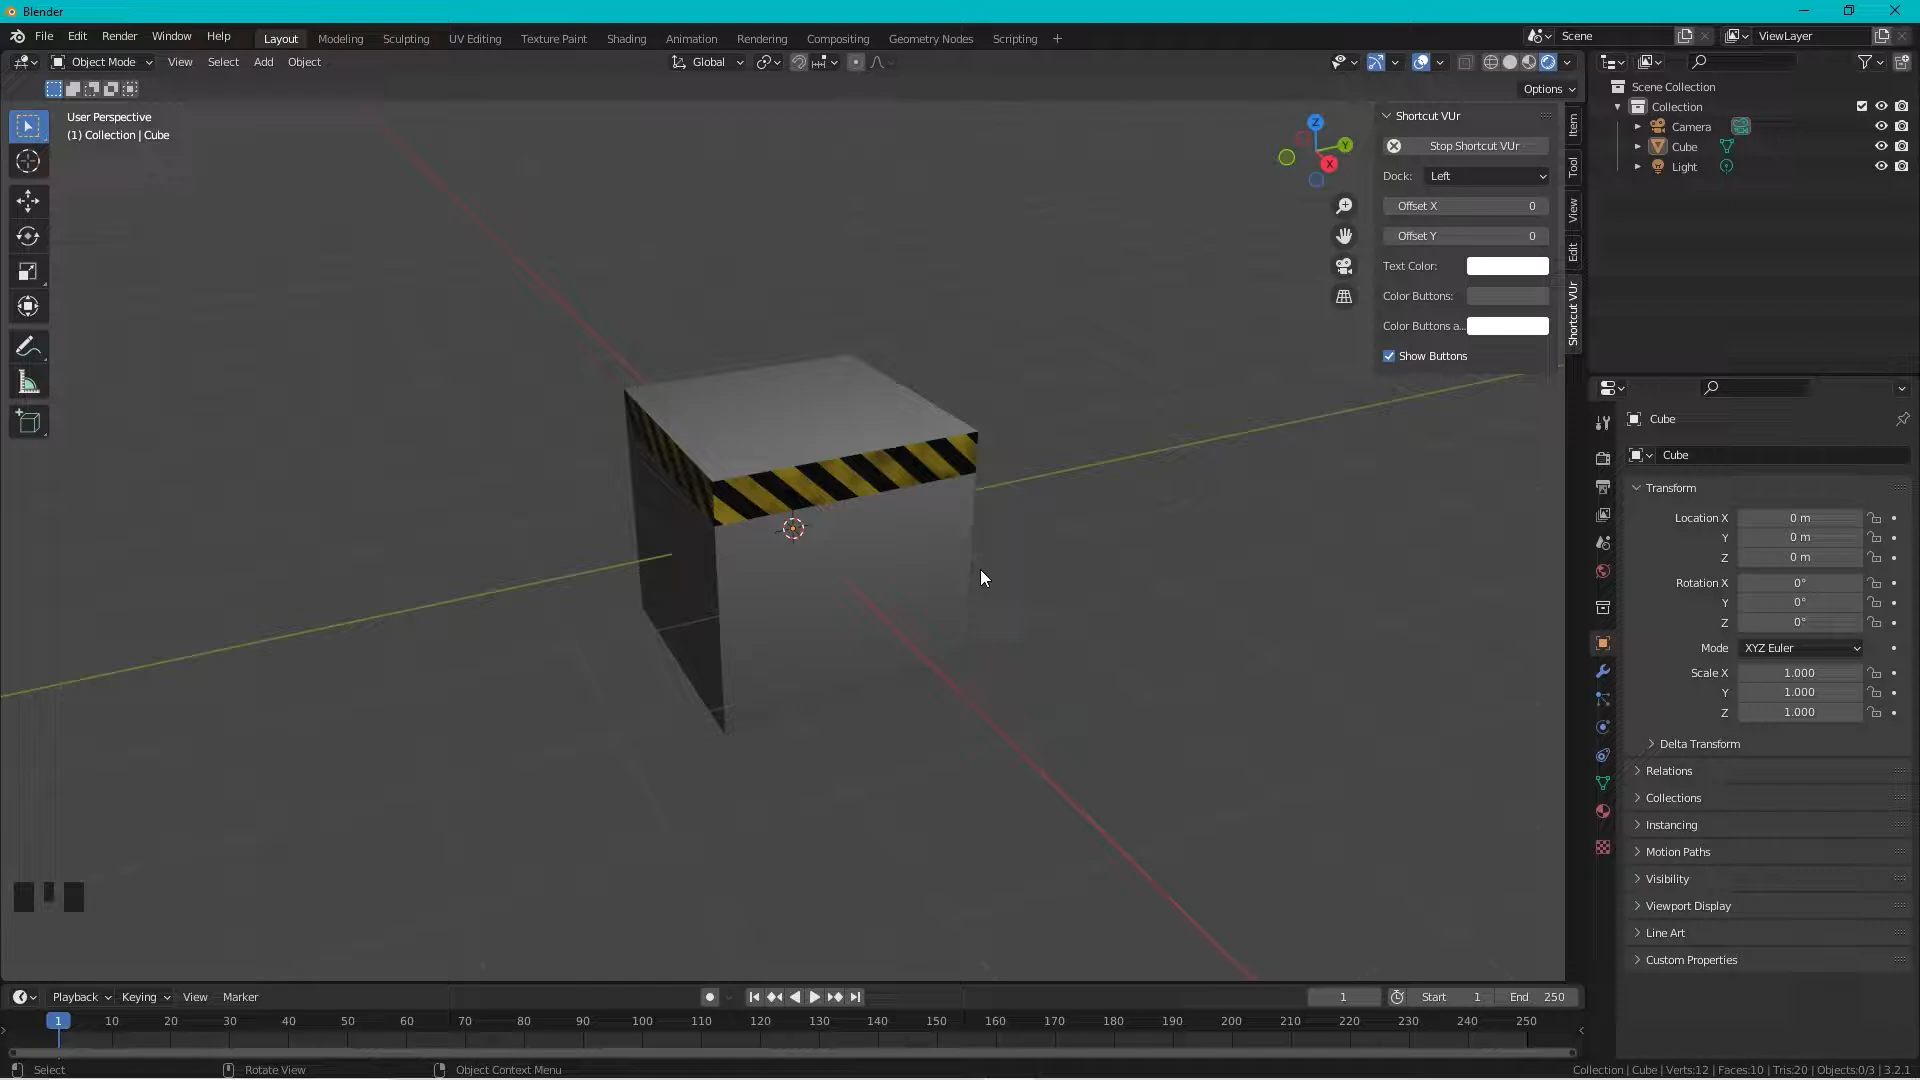 Blender
File Edit Render Window Help
Layout Modeling Sculpting UV Editing Texture Paint Shading Animation Rendering Compositing Geometry Nodes Scripting +
Scene
ViewLayer
Object Mode View Select Add Object
Global
Options
User Perspective
(1) Collection | Cube
Z
Y
X
Shortcut VUr
Stop Shortcut VUr
Dock: Left
Offset X 0
Offset Y 0
Text Color:
Color Buttons:
Color Buttons a...
Show Buttons
Item
Tool
View
Edit
Shortcut VUr
Scene Collection
Collection
Camera
Cube
Light
Cube
Cube
Transform
Location X 0 m
Y 0 m
Z 0 m
Rotation X 0°
Y 0°
Z 0°
Mode XYZ Euler
Scale X 1.000
Y 1.000
Z 1.000
Delta Transform
Relations
Collections
Instancing
Motion Paths
Visibility
Viewport Display
Line Art
Custom Properties
Playback Keying View Marker
1 Start 1 End 250
1 10 20 30 40 50 60 70 80 90 100 110 120 130 140 150 160 170 180 190 200 210 220 230 240 250
Select Rotate View Object Context Menu
Collection | Cube | Verts:12 | Faces:10 | Tris:20 | Objects:0/3 | 3.2.1